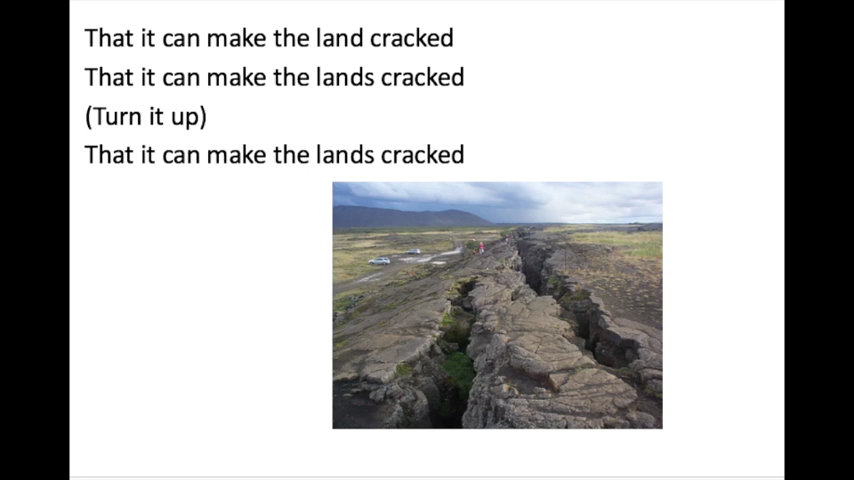 That it can make the land cracked
That it can make the lands cracked
(Turn it up)
That it can make the lands cracked